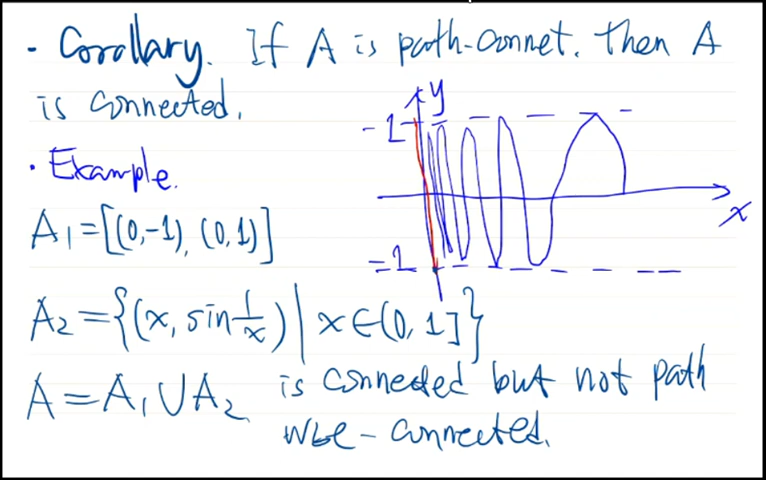 · Corollary. If A is path-connet. then A
is connected.
· Example.
A₁=[(0,-1), (0,1)]
A₂={(x, sin 1/x) | x∈(0,1]}
A=A₁∪A₂ is connected but not path
-connected.
y
-1
x
-1